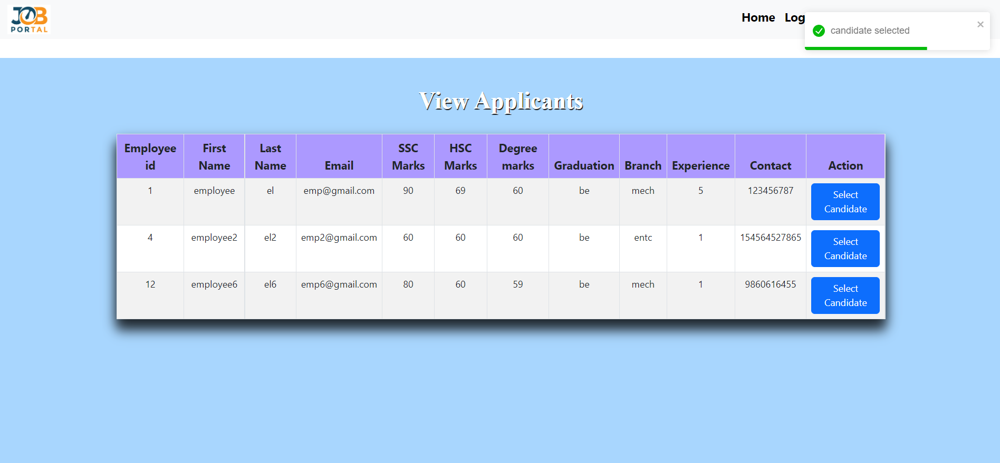 JOB
PORTAL
Home Log
candidate selected
View Applicants
Employee id First Name Last Name Email SSC Marks HSC Marks Degree marks Graduation Branch Experience Contact Action
1 employee el emp@gmail.com 90 69 60 be mech 5 123456787 Select Candidate
4 employee2 el2 emp2@gmail.com 60 60 60 be entc 1 154564527865 Select Candidate
12 employee6 el6 emp6@gmail.com 80 60 59 be mech 1 9860616455 Select Candidate